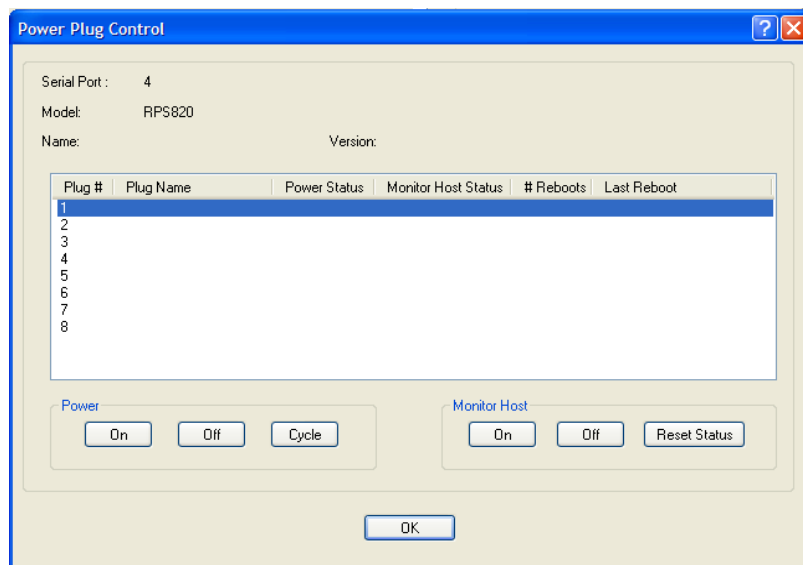 Power Plug Control
Serial Port : 4
Model: RPS820
Name: Version:
Plug # Plug Name Power Status Monitor Host Status # Reboots Last Reboot
1
2
3
4
5
6
7
8
Power
Monitor Host
On Off Cycle
On Off Reset Status
OK